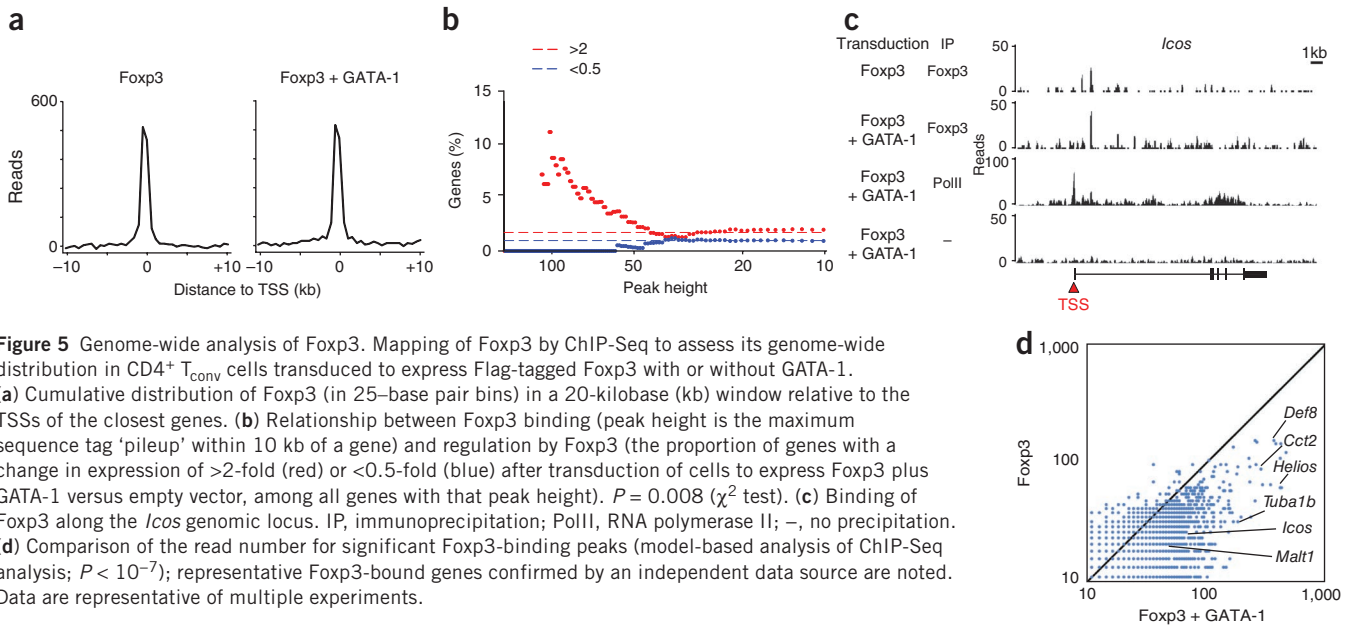 a
Foxp3
Foxp3 + GATA-1
600
Reads
0
–10 0 +10
–10 0 +10
Distance to TSS (kb)
b
>2
<0.5
15
10
5
0
Genes (%)
100 50 20 10
Peak height
c
Transduction IP
Icos
1kb
Foxp3 Foxp3
50
0
Foxp3
+ GATA-1
Foxp3
50
0
Reads
Foxp3
+ GATA-1
PolII
100
0
Foxp3
+ GATA-1
–
50
0
TSS
Figure 5 Genome-wide analysis of Foxp3. Mapping of Foxp3 by ChIP-Seq to assess its genome-wide
distribution in CD4+ Tconv cells transduced to express Flag-tagged Foxp3 with or without GATA-1.
(a) Cumulative distribution of Foxp3 (in 25–base pair bins) in a 20-kilobase (kb) window relative to the
TSSs of the closest genes. (b) Relationship between Foxp3 binding (peak height is the maximum
sequence tag ‘pileup’ within 10 kb of a gene) and regulation by Foxp3 (the proportion of genes with a
change in expression of >2-fold (red) or <0.5-fold (blue) after transduction of cells to express Foxp3 plus
GATA-1 versus empty vector, among all genes with that peak height). P = 0.008 (χ2 test). (c) Binding of
Foxp3 along the Icos genomic locus. IP, immunoprecipitation; PolII, RNA polymerase II; –, no precipitation.
(d) Comparison of the read number for significant Foxp3-binding peaks (model-based analysis of ChIP-Seq
analysis; P < 10−7); representative Foxp3-bound genes confirmed by an independent data source are noted.
Data are representative of multiple experiments.
d
1,000
100
10
Foxp3
Def8
Cct2
Helios
Tuba1b
Icos
Malt1
10 100 1,000
Foxp3 + GATA-1